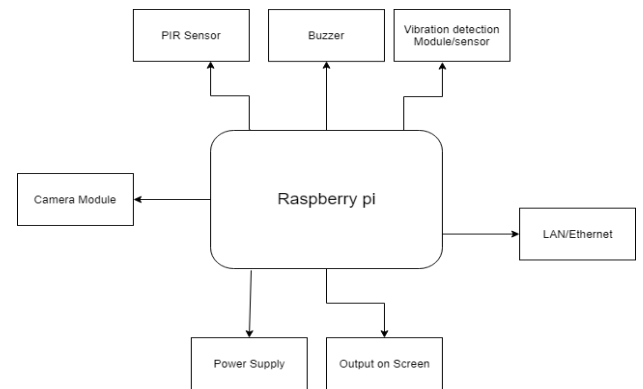 PIR Sensor
Buzzer
Vibration detection
Module/sensor
Raspberry pi
Camera Module
LAN/Ethernet
Power Supply
Output on Screen